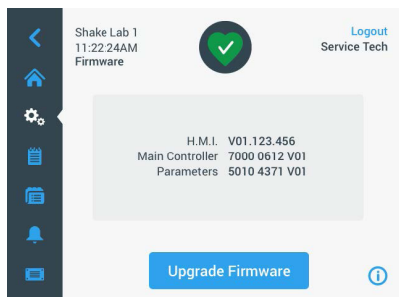 Shake Lab 1
11:22:24AM
Firmware
Logout
Service Tech
H.M.I. V01.123.456
Main Controller 7000 0612 V01
Parameters 5010 4371 V01
Upgrade Firmware
i